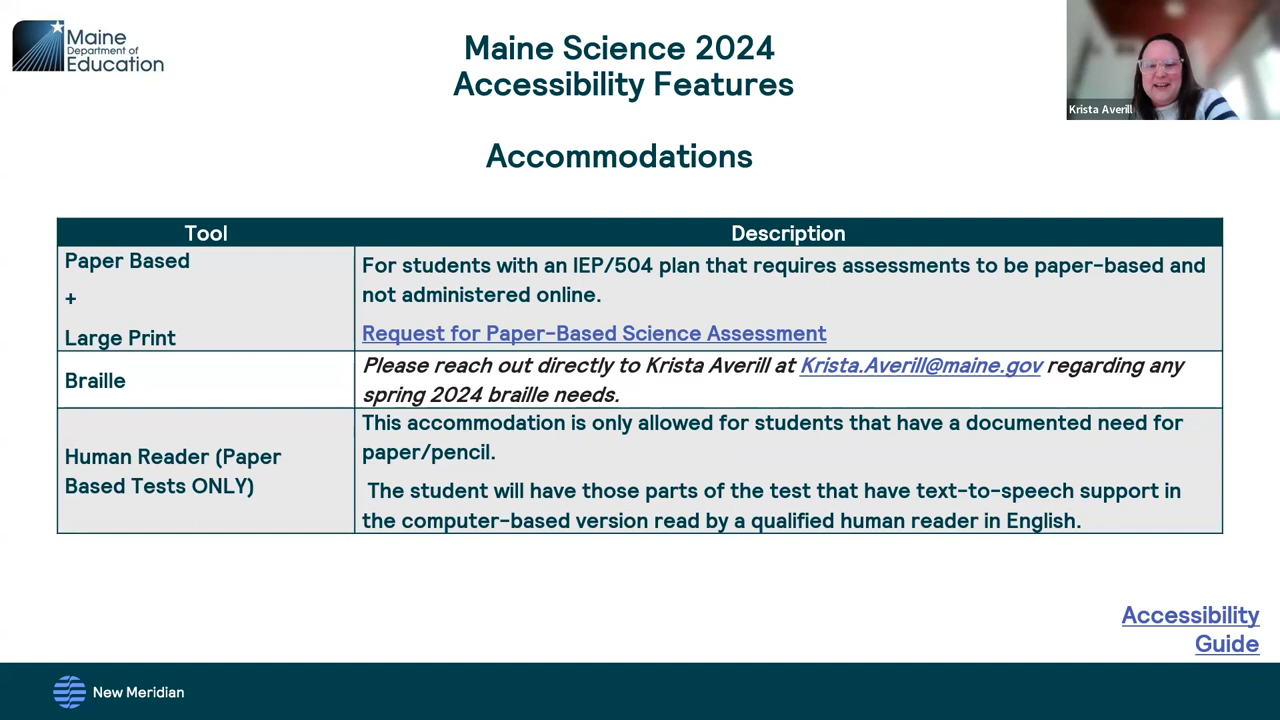 Maine
Department of
Education
Maine Science 2024
Accessibility Features
Krista Averill
Accommodations
Tool
Description
Paper Based
+
Large Print
For students with an IEP/504 plan that requires assessments to be paper-based and
not administered online.
Request for Paper-Based Science Assessment
Braille
Please reach out directly to Krista Averill at Krista.Averill@maine.gov regarding any
spring 2024 braille needs.
Human Reader (Paper
Based Tests ONLY)
This accommodation is only allowed for students that have a documented need for
paper/pencil.
The student will have those parts of the test that have text-to-speech support in
the computer-based version read by a qualified human reader in English.
Accessibility
Guide
New Meridian